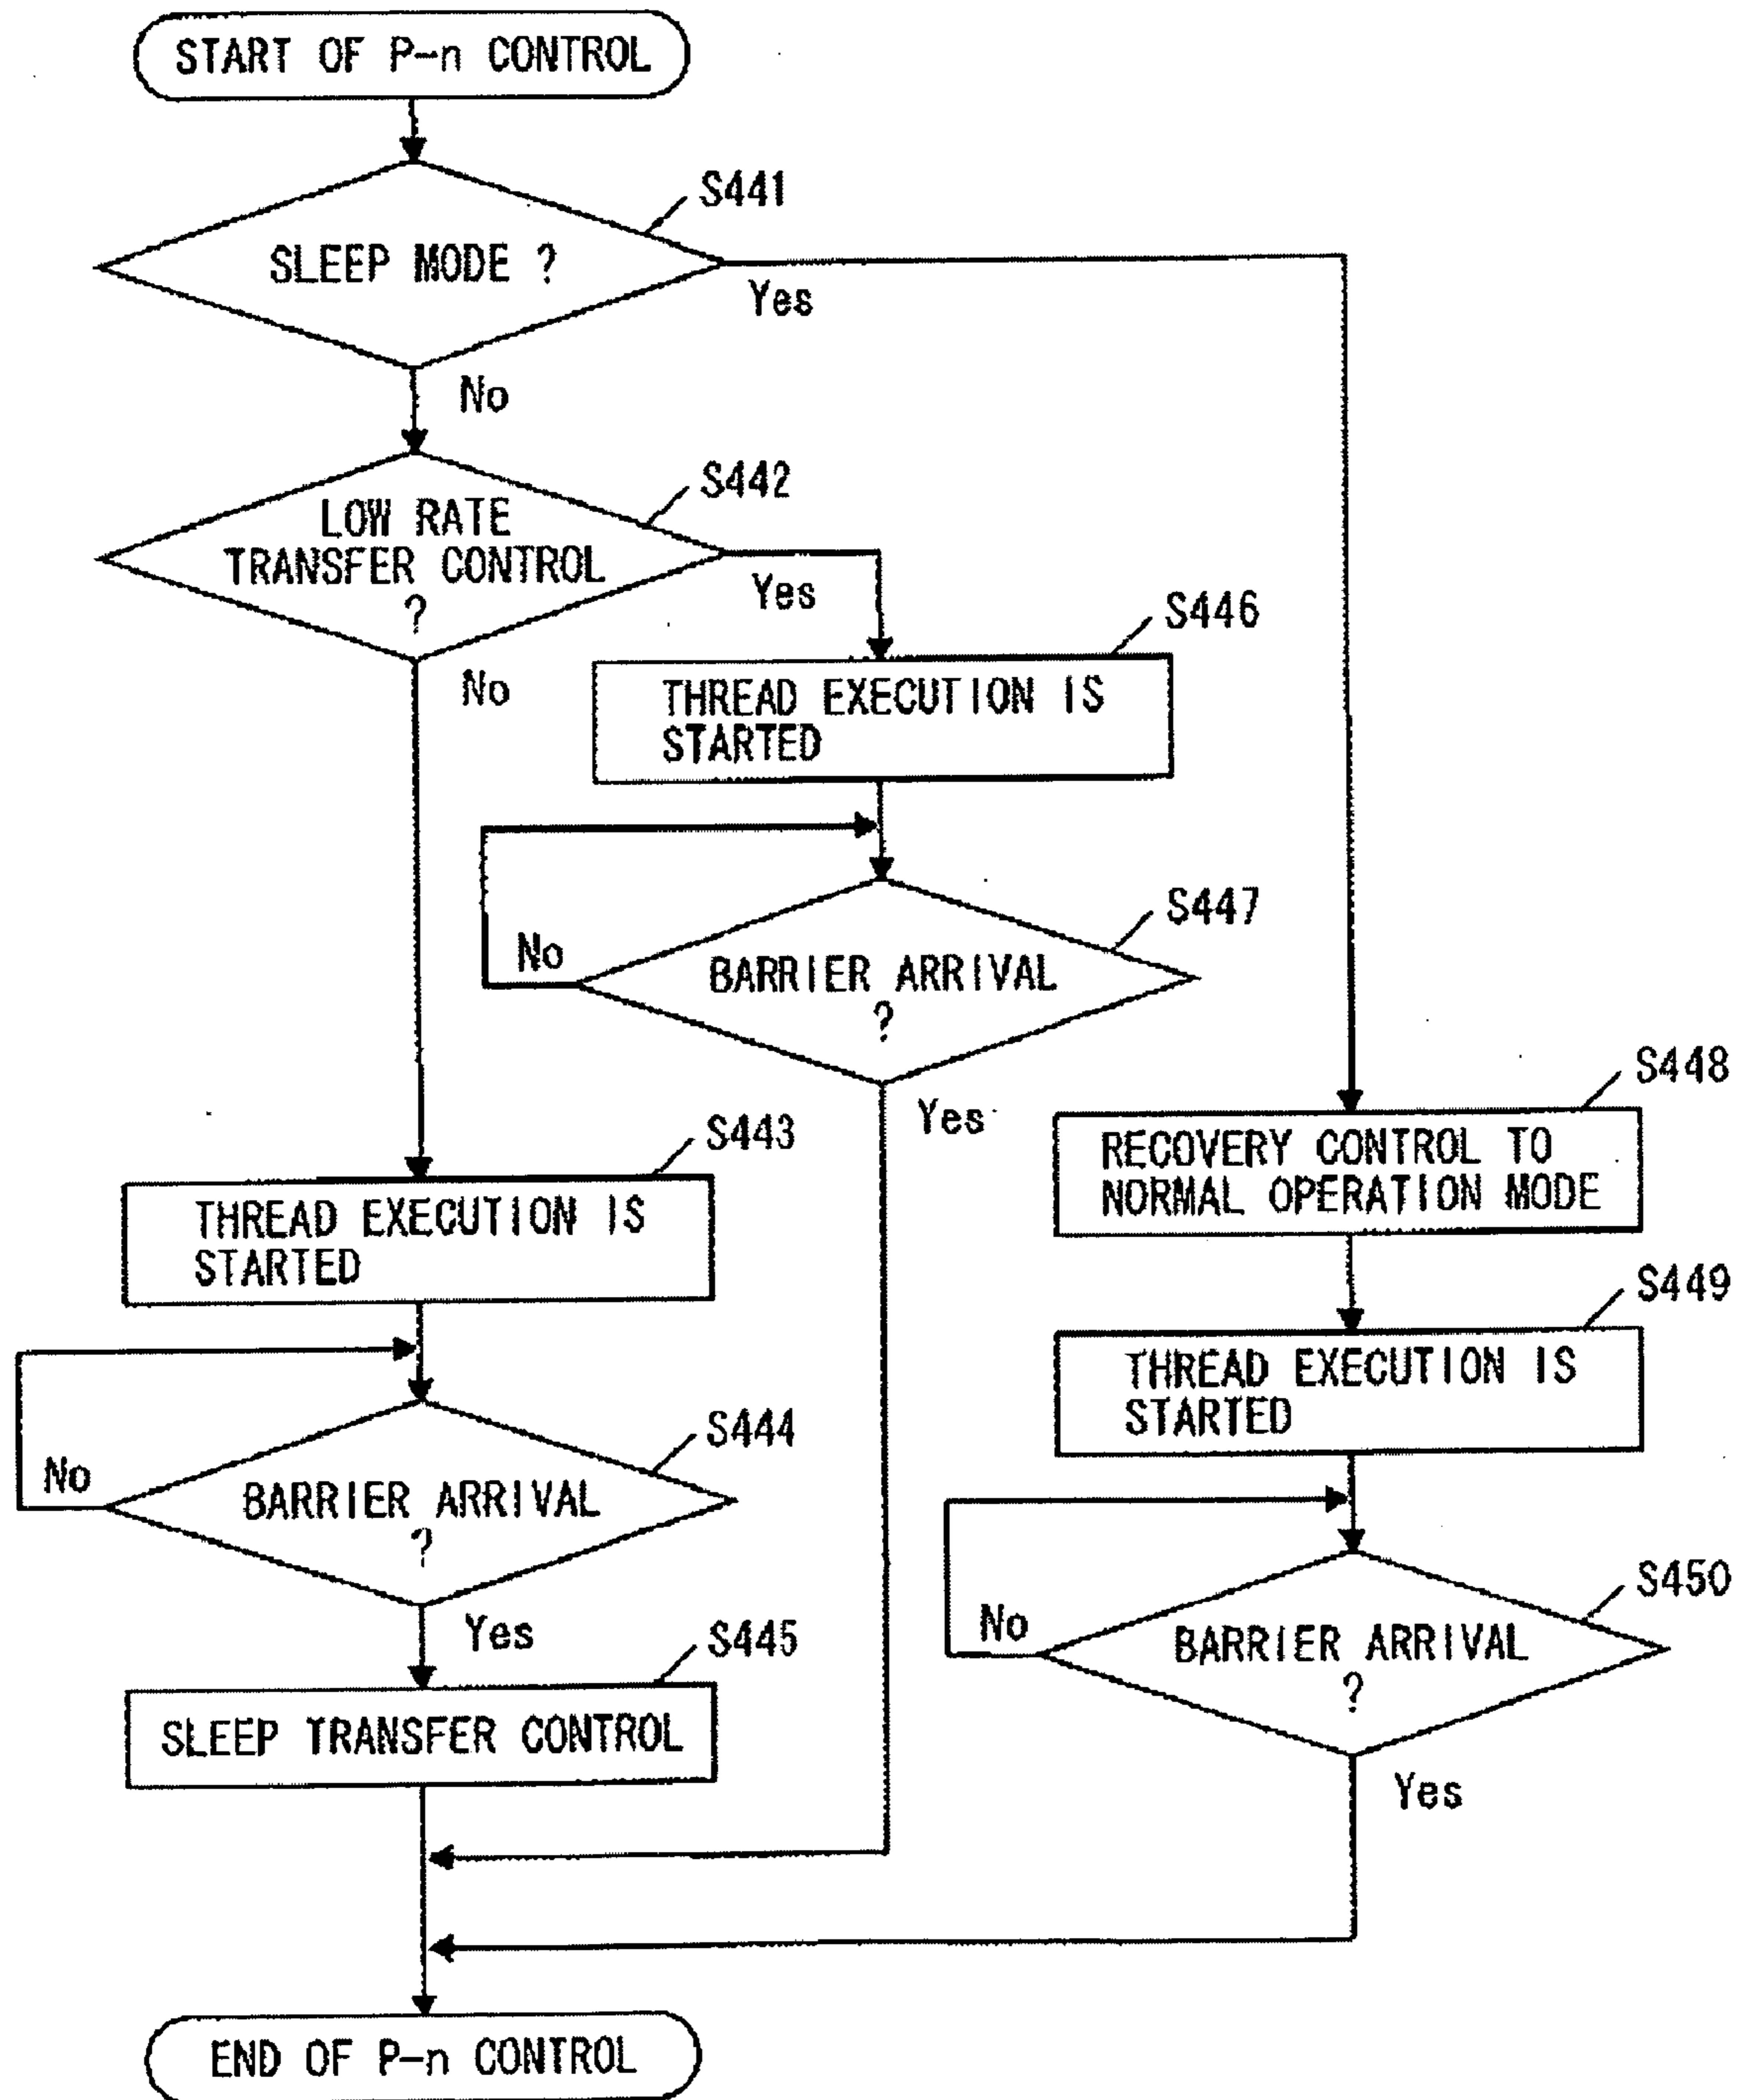 START OF P-n CONTROL
S441
SLEEP MODE ?
Yes
No
S442
LOW RATE
TRANSFER CONTROL
?
Yes
No
S446
THREAD EXECUTION IS
STARTED
S447
No
BARRIER ARRIVAL
?
Yes
S448
RECOVERY CONTROL TO
NORMAL OPERATION MODE
S443
THREAD EXECUTION IS
STARTED
S449
THREAD EXECUTION IS
STARTED
S444
No
BARRIER ARRIVAL
?
Yes
S450
No
BARRIER ARRIVAL
?
Yes
S445
SLEEP TRANSFER CONTROL
END OF P-n CONTROL